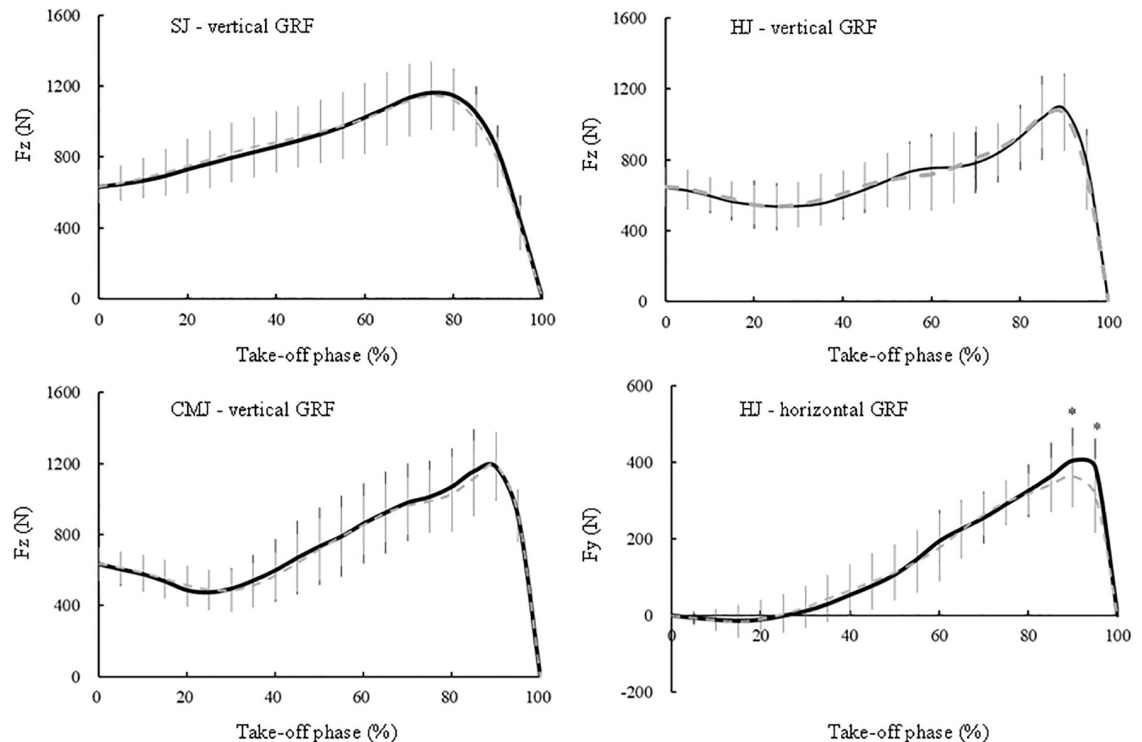 SJ - vertical GRF
1600
1200
800
400
0
Fz (N)
0 20 40 60 80 100
Take-off phase (%)
HJ - vertical GRF
1600
1200
800
400
0
Fz (N)
0 20 40 60 80 100
Take-off phase (%)
CMJ - vertical GRF
1600
1200
800
400
0
Fz (N)
0 20 40 60 80 100
Take-off phase (%)
HJ - horizontal GRF
* *
600
400
200
0
-200
Fy (N)
0 20 40 60 80 100
Take-off phase (%)